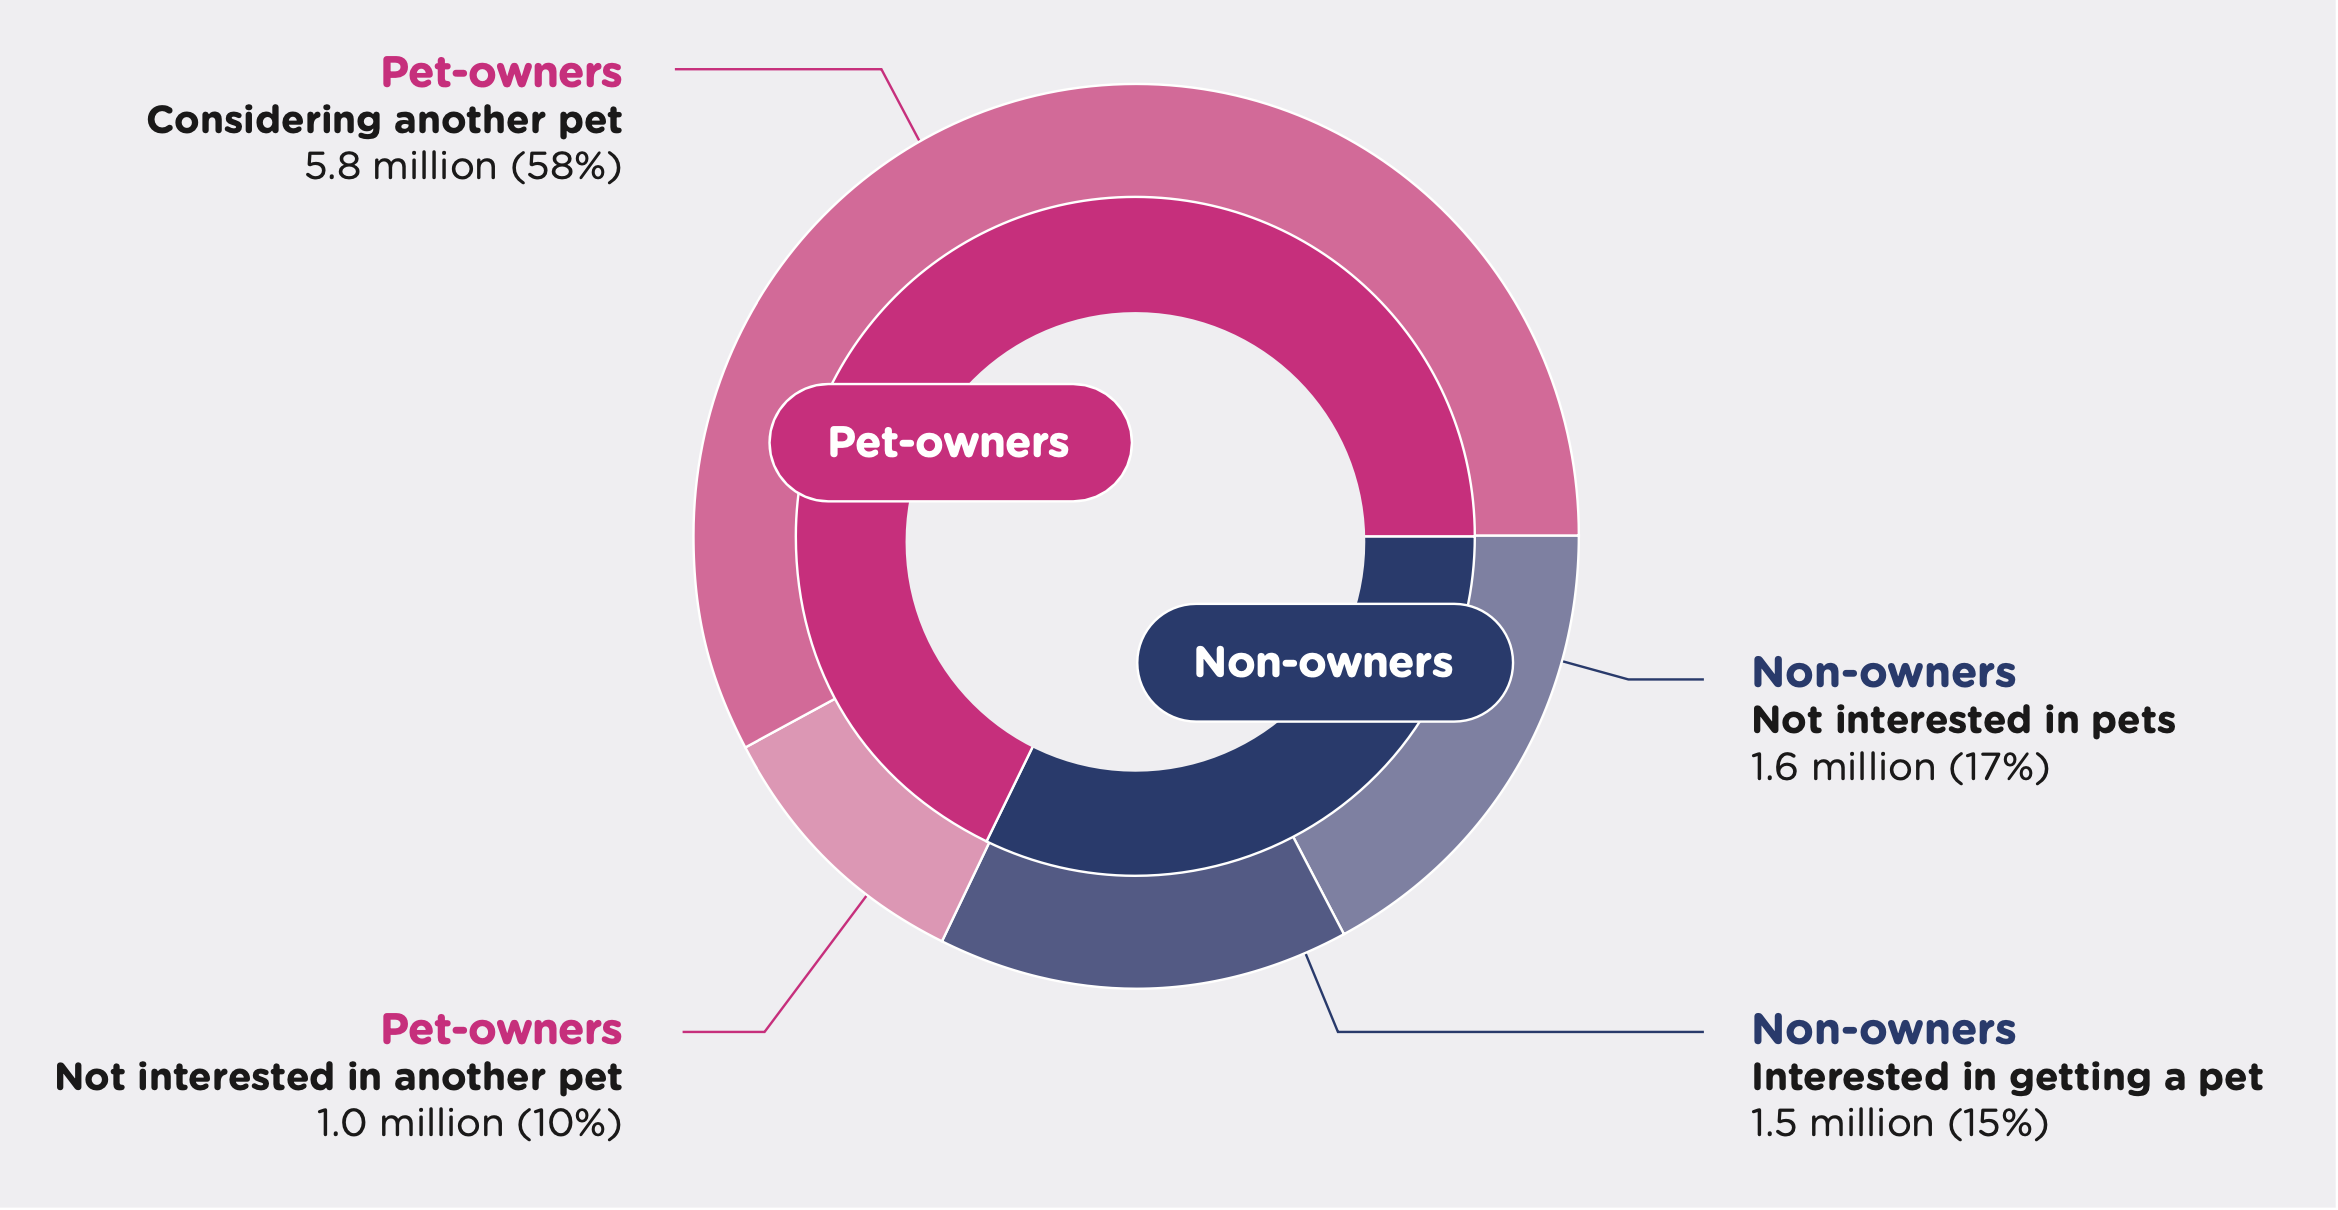 Pet-owners
Considering another pet
5.8 million (58%)
Pet-owners
Non-owners
Non-owners
Not interested in pets
1.6 million (17%)
Pet-owners
Not interested in another pet
1.0 million (10%)
Non-owners
Interested in getting a pet
1.5 million (15%)